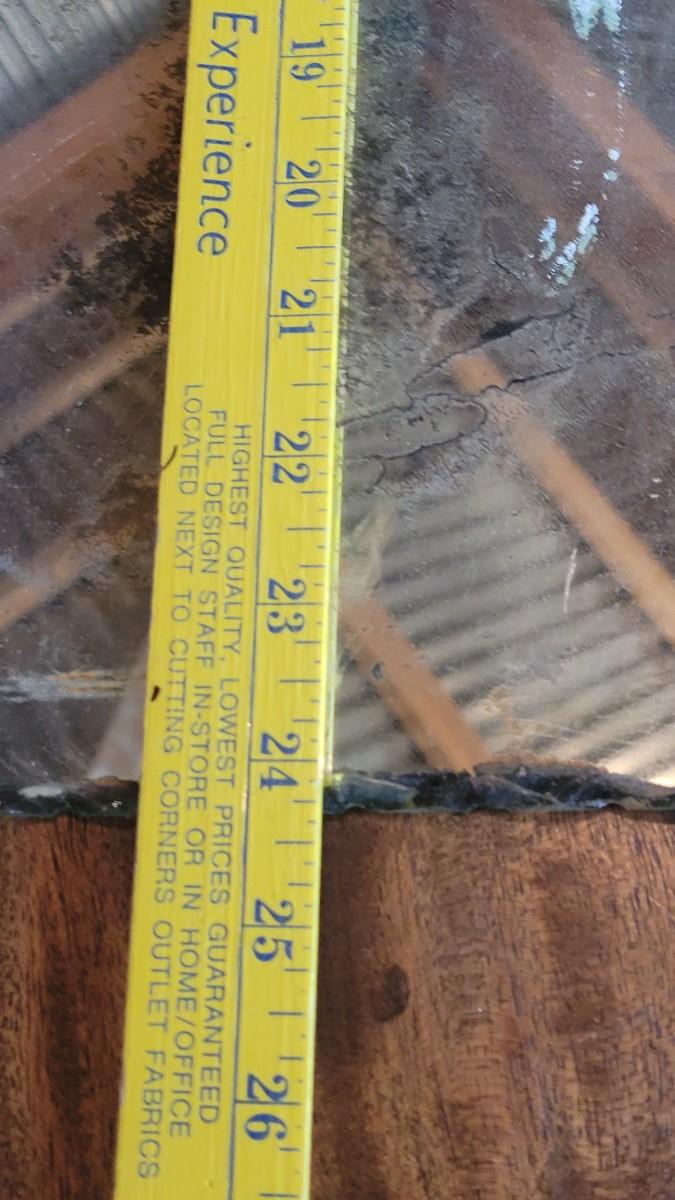 19 20 21 22 23 24 25 26
Experience
HIGHEST QUALITY, LOWEST PRICES GUARANTEED
FULL DESIGN STAFF IN-STORE OR IN HOME/OFFICE
LOCATED NEXT TO CUTTING CORNERS OUTLET FABRICS